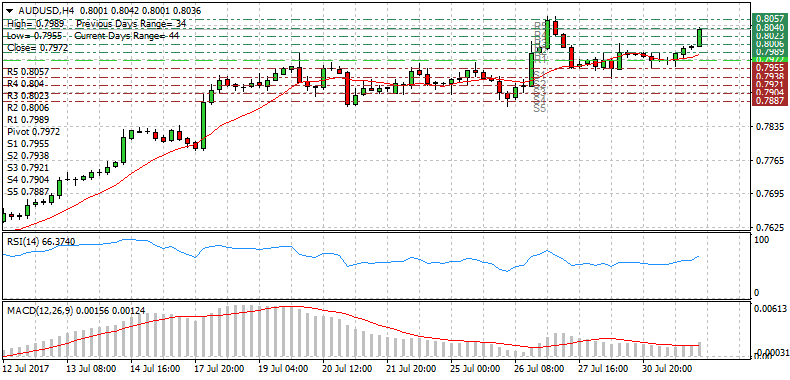 AUDUSD,H4 0.8001 0.8042 0.8001 0.8036
High= 0.7989 Previous Days Range= 34
Low= 0.7955 Current Days Range= 44
Close= 0.7972
R5 0.8057
R4 0.804
R3 0.8023
R2 0.8006
R1 0.7989
Pivot 0.7972
S1 0.7955
S2 0.7938
S3 0.7921
S4 0.7904
S5 0.7887
S5
0.8057
0.8040
0.8023
0.8006
0.7989
0.7972
0.7955
0.7938
0.7921
0.7904
0.7887
0.7835
0.7765
0.7695
0.7625
RSI(14) 66.3740
100
0
MACD(12,26,9) 0.00156 0.00124
0.00613
0.00
-0.00031
12 Jul 2017
13 Jul 08:00
14 Jul 16:00
18 Jul 00:00
19 Jul 04:00
20 Jul 12:00
21 Jul 20:00
25 Jul 00:00
26 Jul 08:00
27 Jul 16:00
30 Jul 20:00